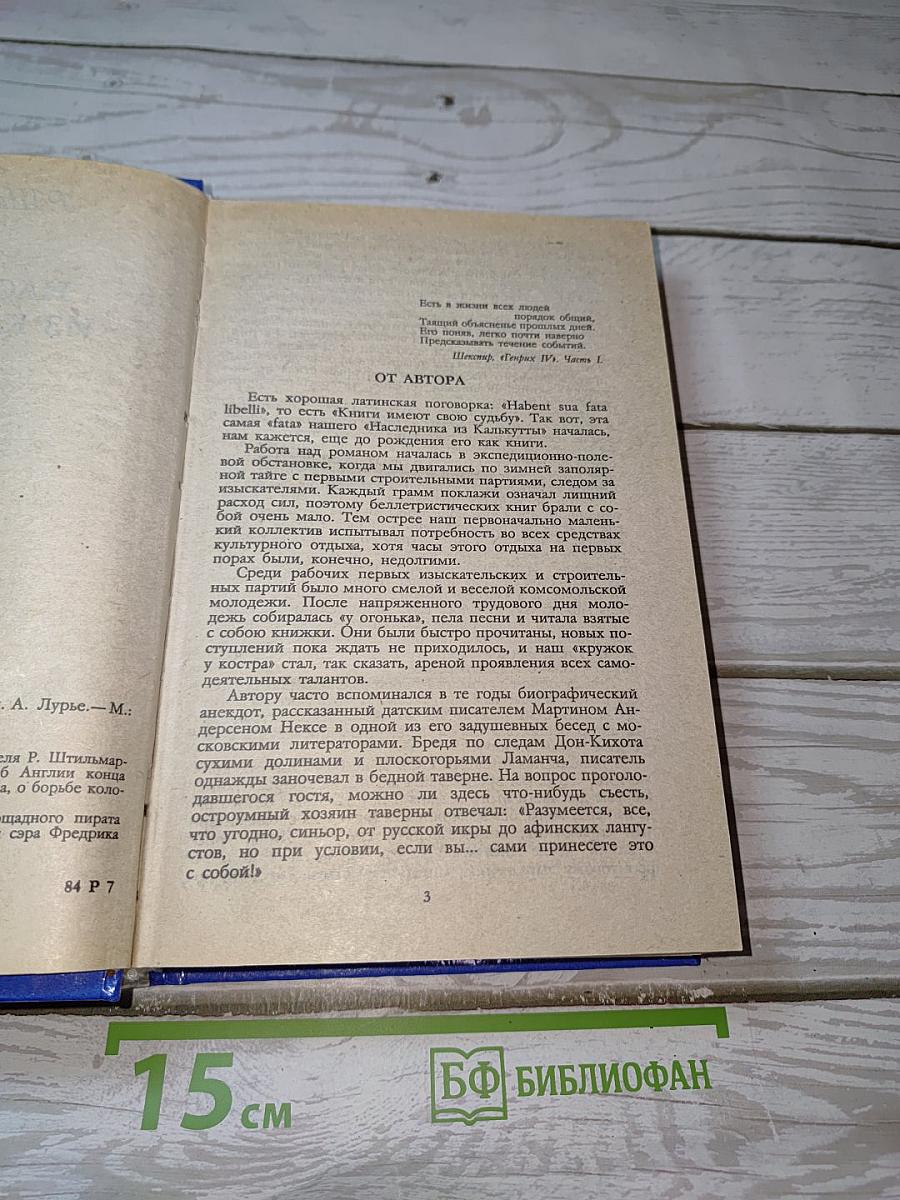 . А. Лурье.—М.:
еля Р. Штильмар-
б Англии конца
а, о борьбе коло-
щадного пирата
сэра Фредрика
84 Р 7
Есть в жизни всех людей
порядок общий,
Таящий объясненье прошлых дней.
Его поняв, легко почти наверно
Предсказывать течение событий.
Шекспир. «Генрих IV». Часть I.
ОТ АВТОРА
Есть хорошая латинская поговорка: «Habent sua fata
libelli», то есть «Книги имеют свою судьбу». Так вот, эта
самая «fata» нашего «Наследника из Калькутты» началась,
нам кажется, еще до рождения его как книги.
Работа над романом началась в экспедиционно-поле-
вой обстановке, когда мы двигались по зимней заполяр-
ной тайге с первыми строительными партиями, следом за
изыскателями. Каждый грамм поклажи означал лишний
расход сил, поэтому беллетристических книг брали с со-
бой очень мало. Тем острее наш первоначально малень-
кий коллектив испытывал потребность во всех средствах
культурного отдыха, хотя часы этого отдыха на первых
порах были, конечно, недолгими.
Среди рабочих первых изыскательских и строитель-
ных партий было много смелой и веселой комсомольской
молодежи. После напряженного трудового дня моло-
дежь собиралась «у огонька», пела песни и читала взятые
с собою книжки. Они были быстро прочитаны, новых по-
ступлений пока ждать не приходилось, и наш «кружок
у костра» стал, так сказать, ареной проявления всех само-
деятельных талантов.
Автору часто вспоминался в те годы биографический
анекдот, рассказанный датским писателем Мартином Ан-
дерсеном Нексе в одной из его задушевных бесед с мо-
сковскими литераторами. Бредя по следам Дон-Кихота
сухими долинами и плоскогорьями Ламанча, писатель
однажды заночевал в бедной таверне. На вопрос проголо-
давшегося гостя, можно ли здесь что-нибудь съесть,
остроумный хозяин таверны отвечал: «Разумеется, все,
что угодно, синьор, от русской икры до афинских лангу-
стов, но при условии, если вы... сами принесете это
с собой!»
3
15 см
БФ БИБЛИОФАН